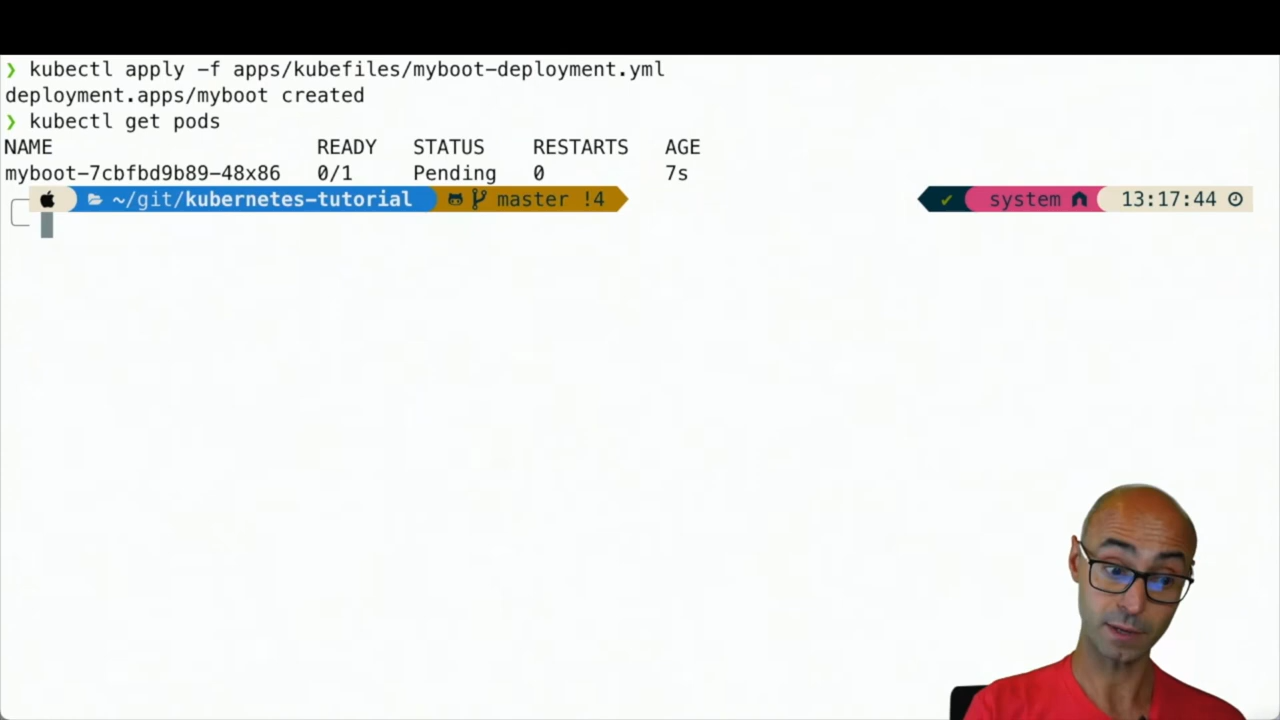 ❯ kubectl apply -f apps/kubefiles/myboot-deployment.yml
deployment.apps/myboot created
❯ kubectl get pods
NAME READY STATUS RESTARTS AGE
myboot-7cbfbd9b89-48x86 0/1 Pending 0 7s
~/git/kubernetes-tutorial master !4 ✔ system 13:17:44